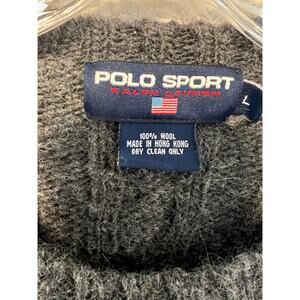 POLO SPORT
RALPH LAUREN
L
100% WOOL
MADE IN HONG KONG
DRY CLEAN ONLY